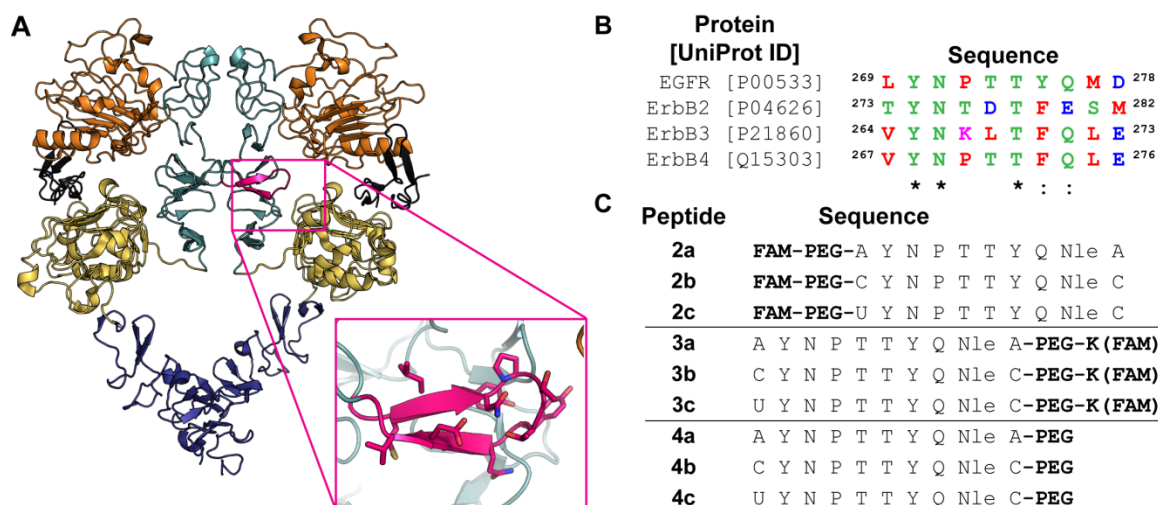 A
B
Protein
[UniProt ID]
Sequence
EGFR [P00533] 269 L Y N P T T Y Q M D 278
ErbB2 [P04626] 273 T Y N T D T F E S M 282
ErbB3 [P21860] 264 V Y N K L T F Q L E 273
ErbB4 [Q15303] 267 V Y N P T T F Q L E 276
* * * : :
C
Peptide Sequence
2a FAM-PEG-A Y N P T T Y Q Nle A
2b FAM-PEG-C Y N P T T Y Q Nle C
2c FAM-PEG-U Y N P T T Y Q Nle C
3a A Y N P T T Y Q Nle A-PEG-K(FAM)
3b C Y N P T T Y Q Nle C-PEG-K(FAM)
3c U Y N P T T Y Q Nle C-PEG-K(FAM)
4a A Y N P T T Y Q Nle A-PEG
4b C Y N P T T Y Q Nle C-PEG
4c U Y N P T T Y Q Nle C-PEG